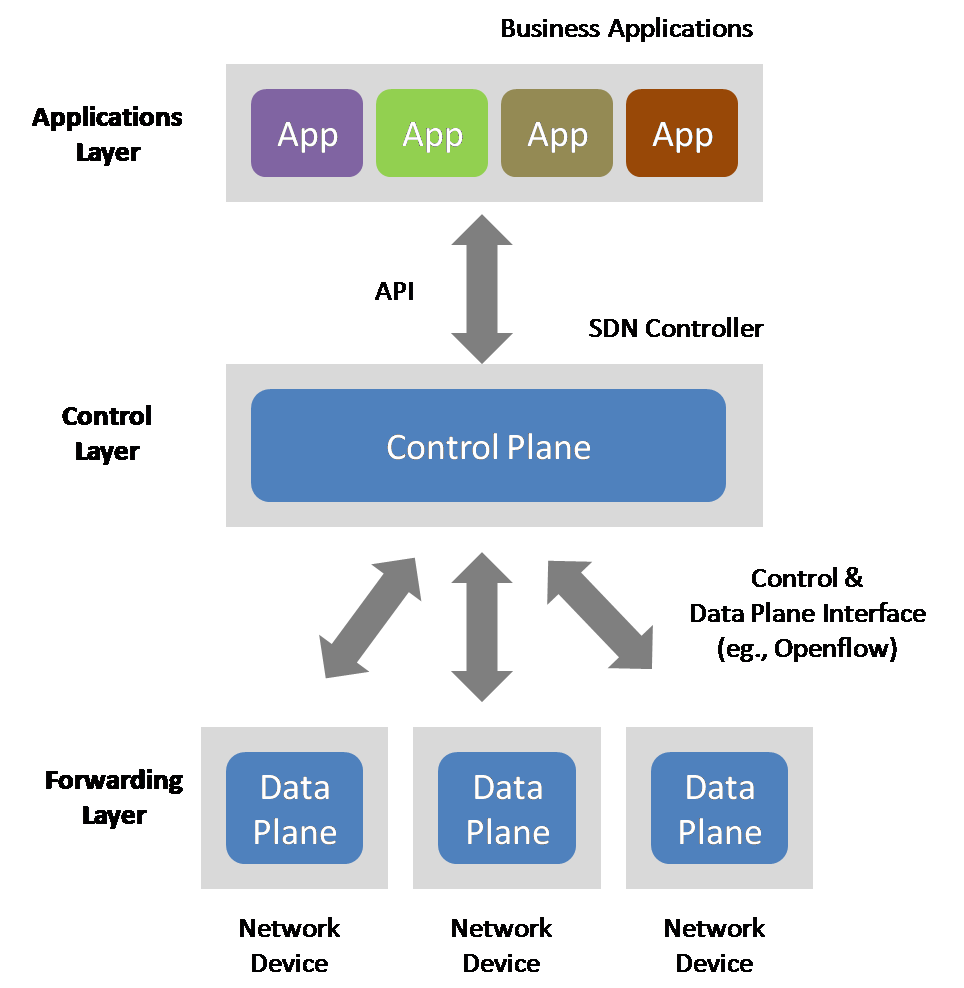 Business Applications
Applications
Layer
App
App
App
App
API
SDN Controller
Control
Layer
Control Plane
Control &
Data Plane Interface
(eg., Openflow)
Forwarding
Layer
Data
Plane
Data
Plane
Data
Plane
Network
Device
Network
Device
Network
Device